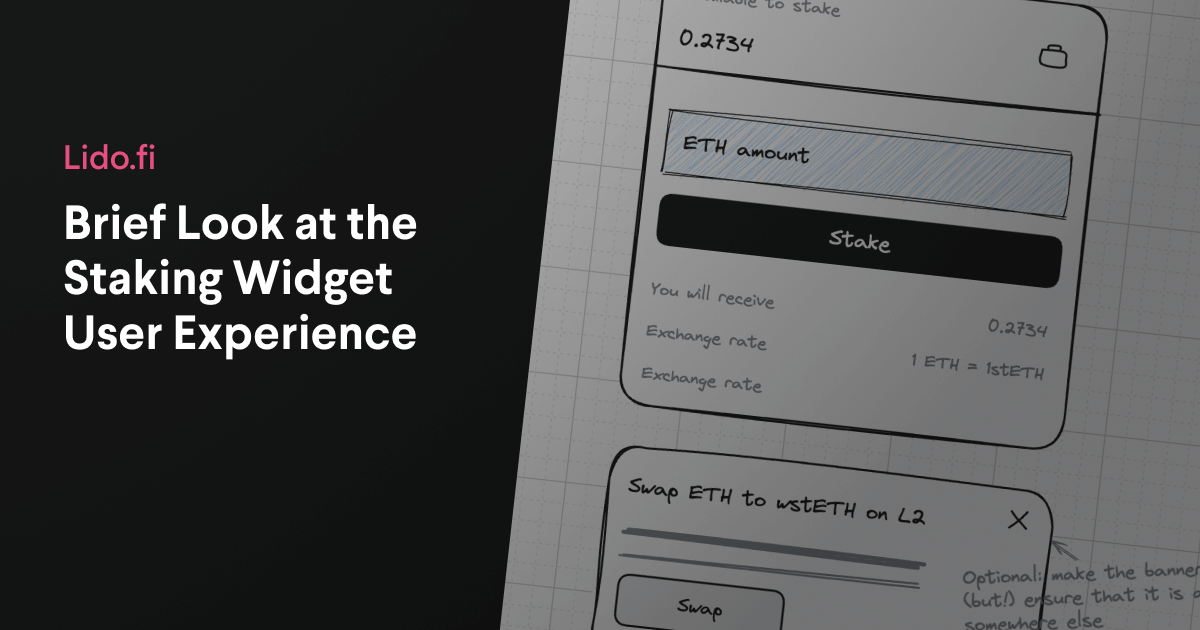 Lido.fi
Brief Look at the
Staking Widget
User Experience
to stake
0.2734
ETH amount
Stake
You will receive
0.2734
Exchange rate
1 ETH = 1stETH
Exchange rate
Swap ETH to wstETH on L2
Swap
Optional: make the banner
(but!) ensure that it is
somewhere else